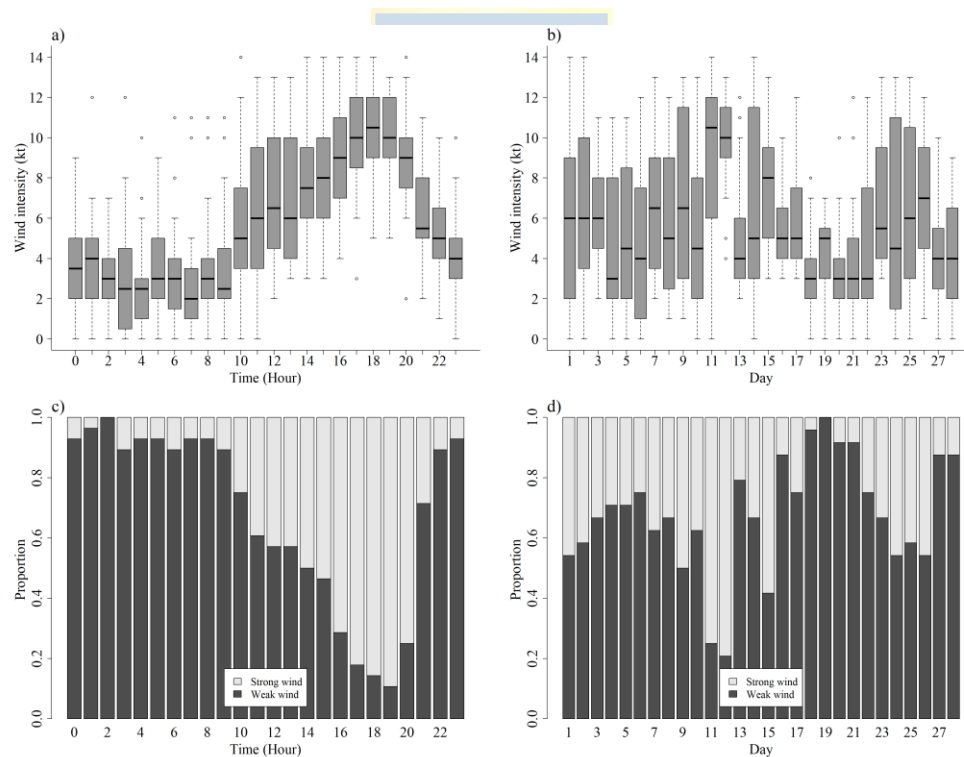 a)
14
12
10
8
6
4
2
0
Wind intensity (kt)
0 2 4 6 8 10 12 14 16 18 20 22
Time (Hour)
b)
14
12
10
8
6
4
2
0
Wind intensity (kt)
1 3 5 7 9 11 13 15 17 19 21 23 25 27
Day
c)
1.0
0.8
0.6
0.4
0.2
0.0
Proportion
Strong wind
Weak wind
0 2 4 6 8 10 12 14 16 18 20 22
Time (Hour)
d)
1.0
0.8
0.6
0.4
0.2
0.0
Proportion
Strong wind
Weak wind
1 3 5 7 9 11 13 15 17 19 21 23 25 27
Day